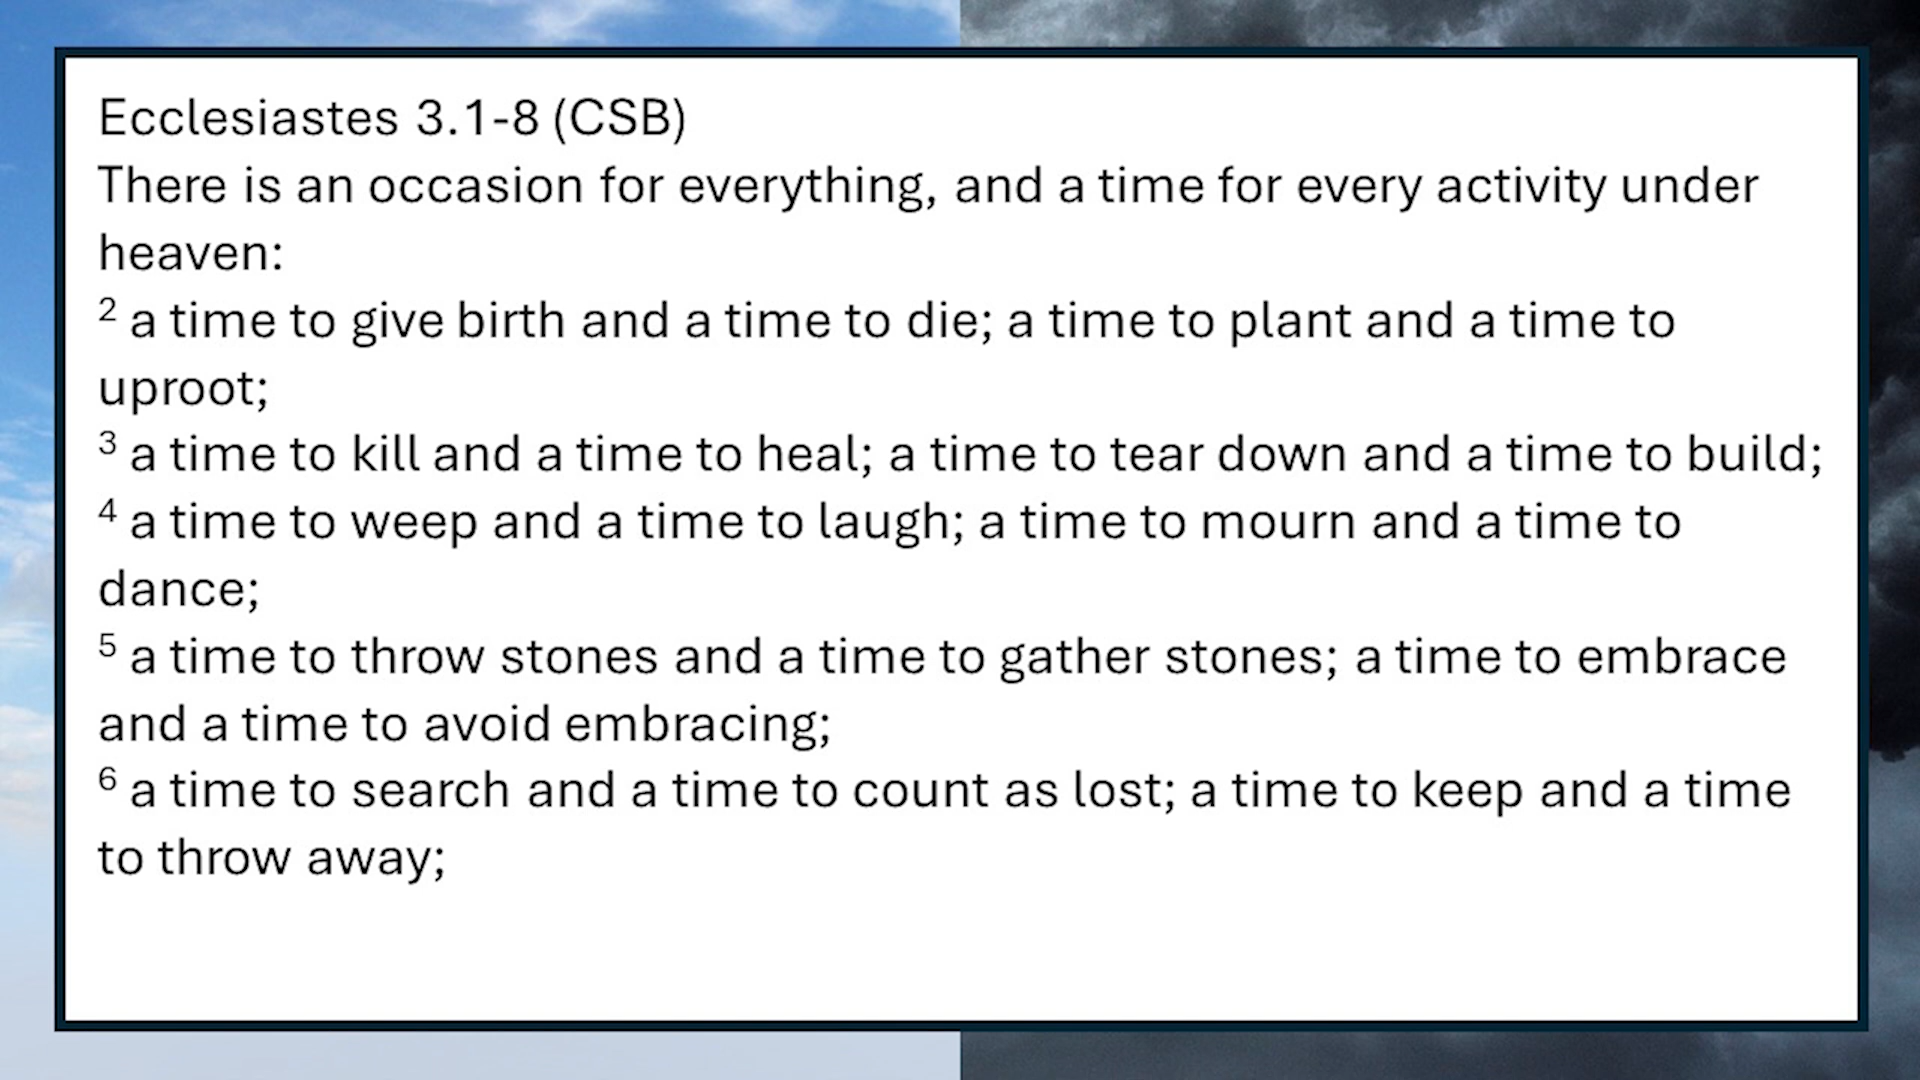 Ecclesiastes 3.1-8 (CSB)
There is an occasion for everything, and a time for every activity under
heaven:
2 a time to give birth and a time to die; a time to plant and a time to
uproot;
3 a time to kill and a time to heal; a time to tear down and a time to build;
4 a time to weep and a time to laugh; a time to mourn and a time to
dance;
5 a time to throw stones and a time to gather stones; a time to embrace
and a time to avoid embracing;
6 a time to search and a time to count as lost; a time to keep and a time
to throw away;